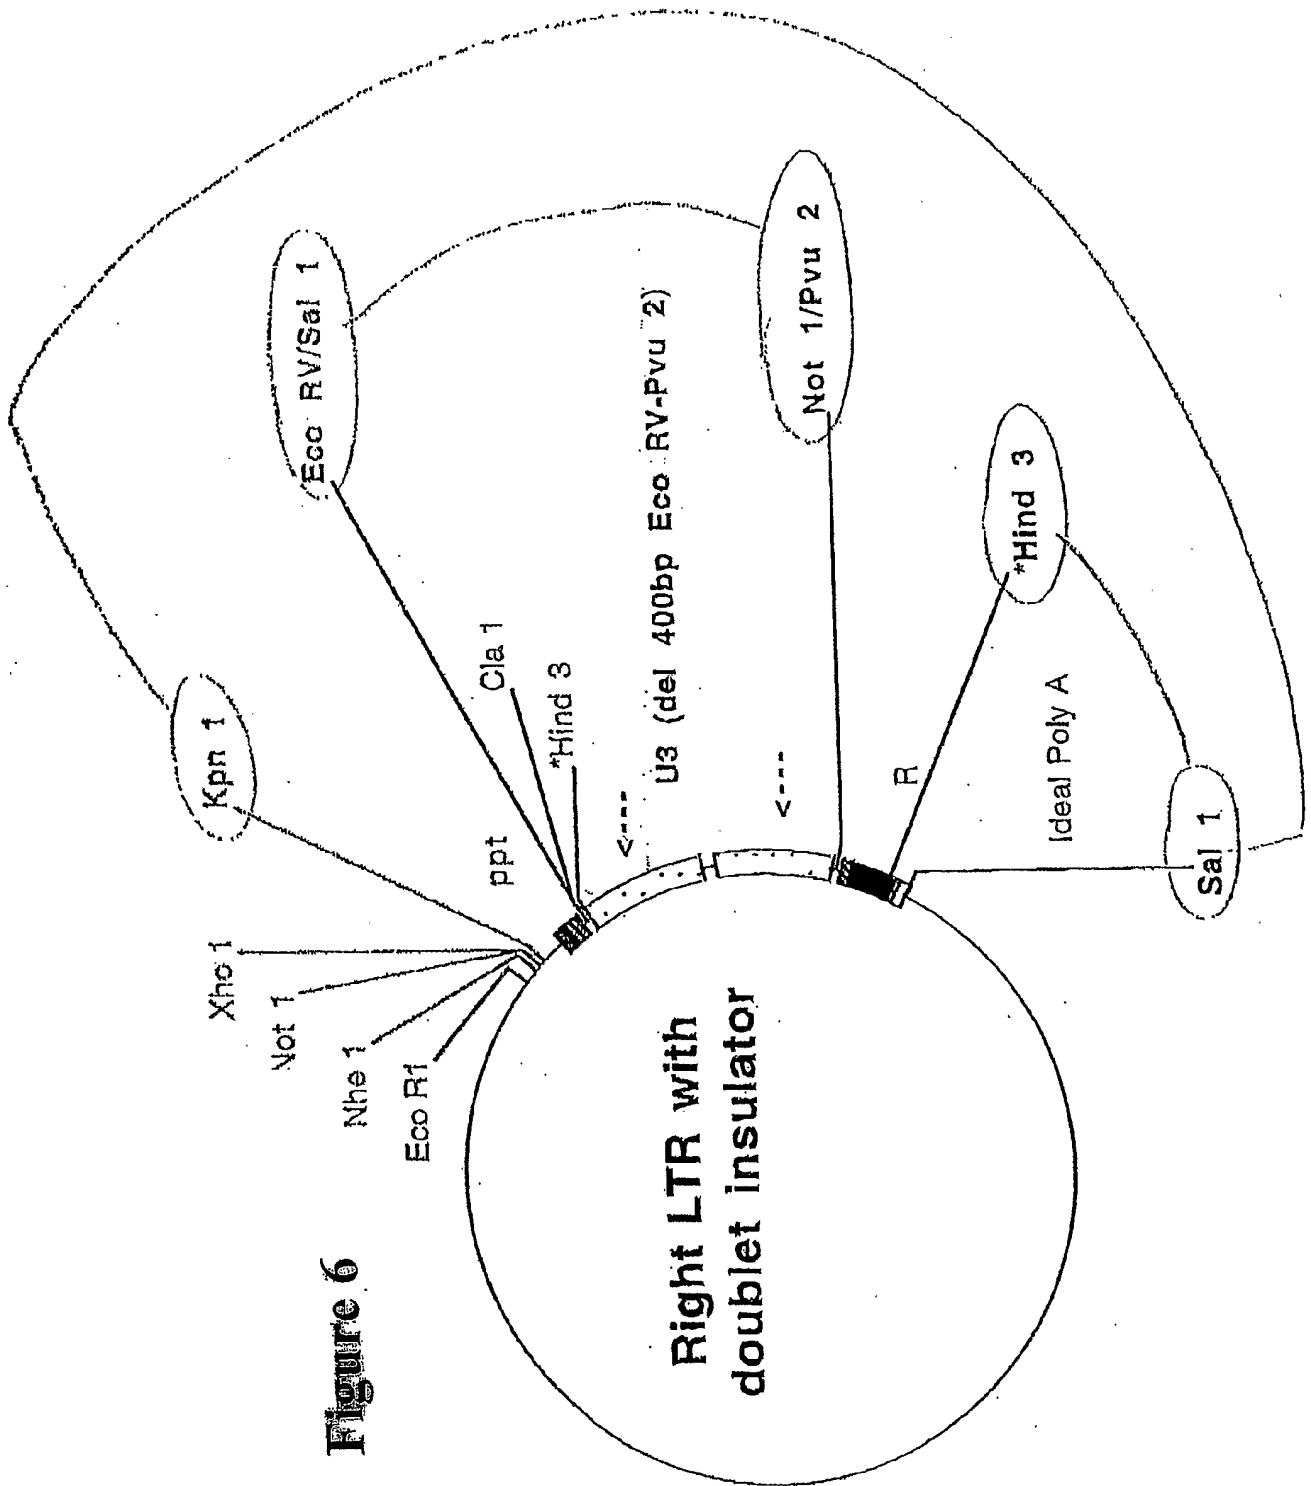 Figure 6
Right LTR with
doublet insulator
Eco R1
Nhe 1
Not 1
Xho 1
Kpn 1
ppt
Eco RV/Sal 1
Cla 1
*Hind 3
<----
U3 (del 400bp Eco RV-Pvu 2)
<---
Not 1/Pvu 2
R
*Hind 3
Ideal Poly A
Sal 1